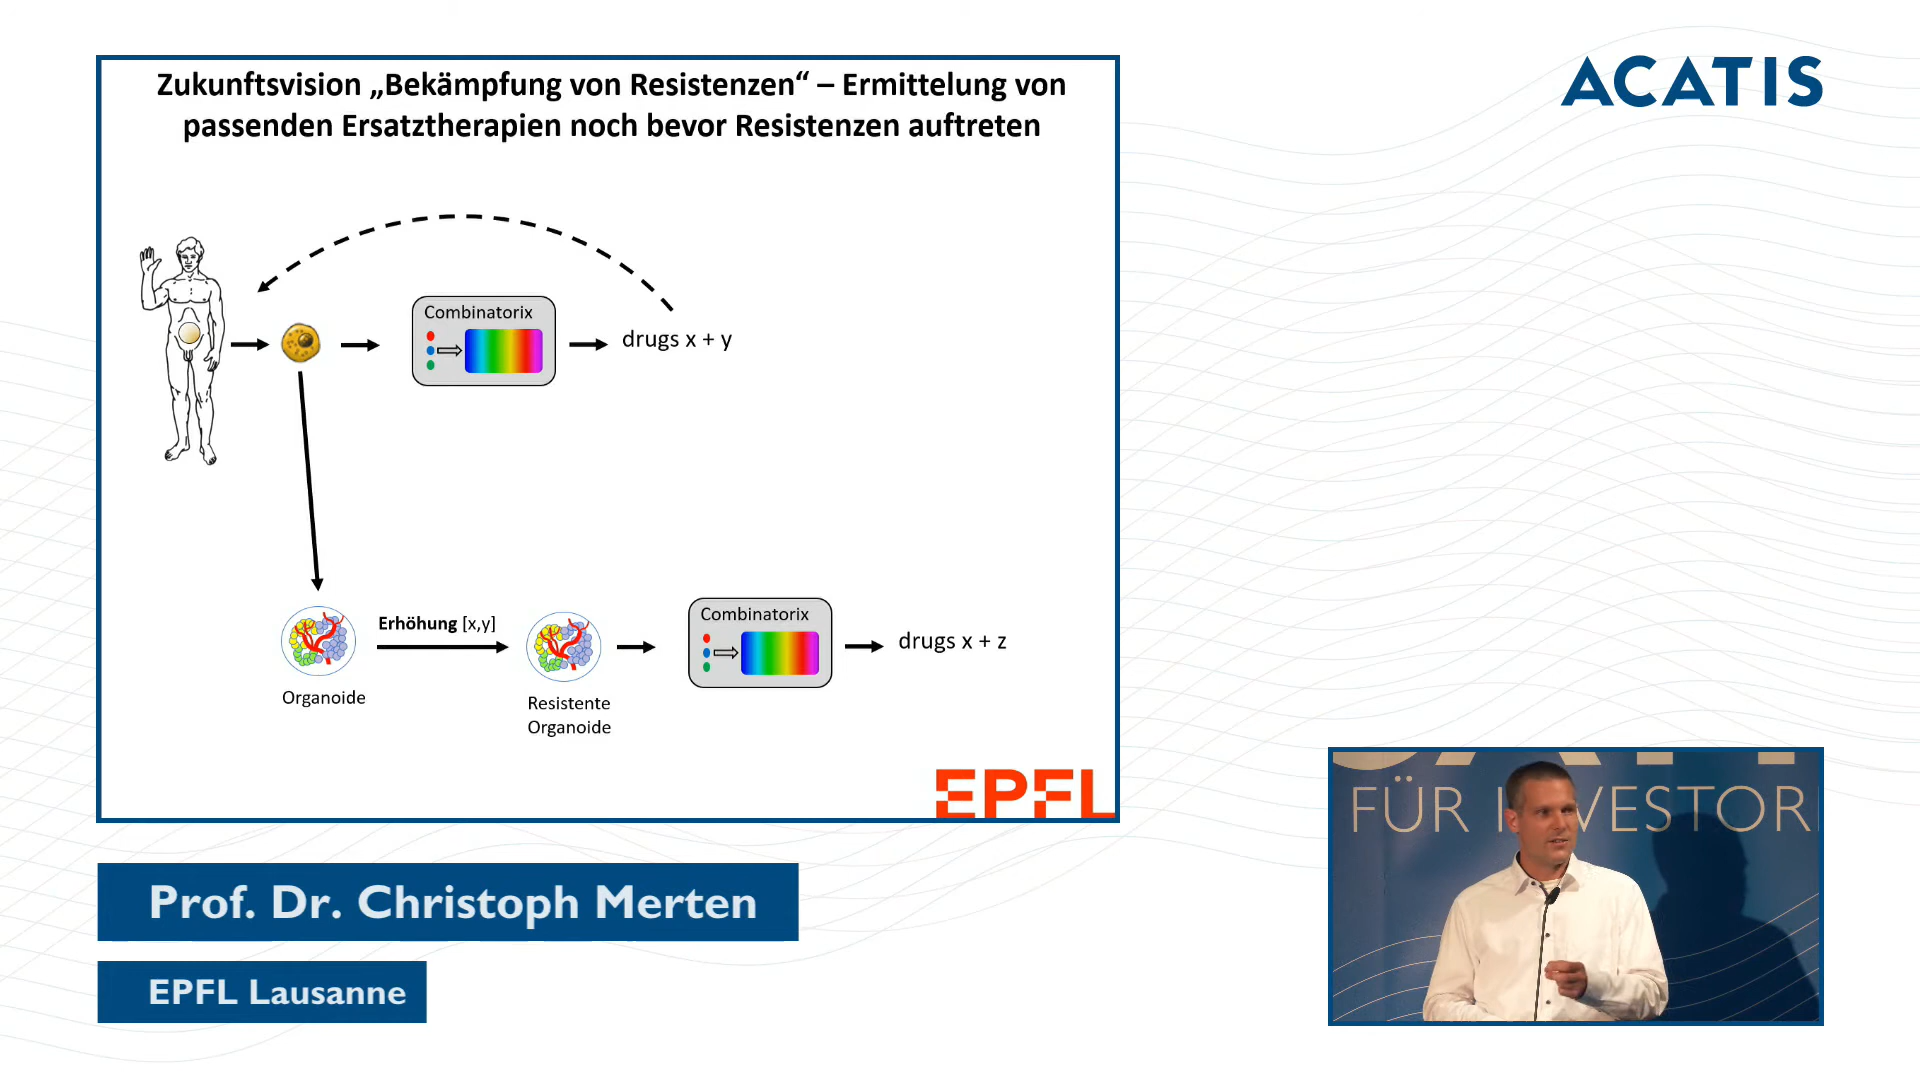 Zukunftsvision „Bekämpfung von Resistenzen“ – Ermittelung von
passenden Ersatztherapien noch bevor Resistenzen auftreten
ACATIS
Combinatorix
drugs x + y
Erhöhung [x,y]
Combinatorix
drugs x + z
Organoide
Resistente
Organoide
EPFL
FÜR INVESTOR
Prof. Dr. Christoph Merten
EPFL Lausanne